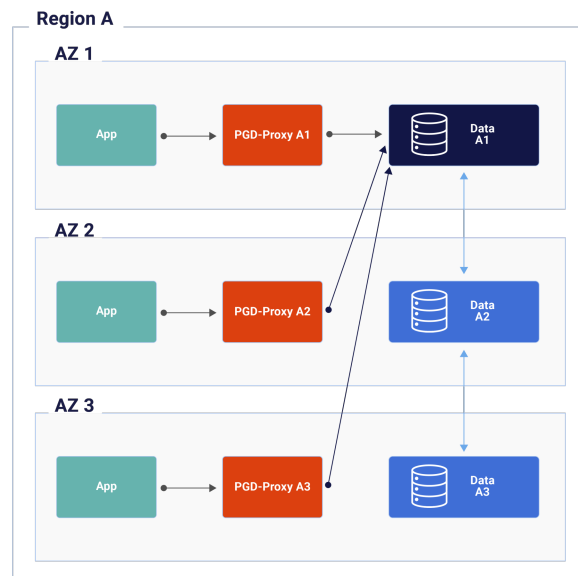 Region A
AZ 1
App
PGD-Proxy A1
Data
A1
AZ 2
App
PGD-Proxy A2
Data
A2
AZ 3
App
PGD-Proxy A3
Data
A3